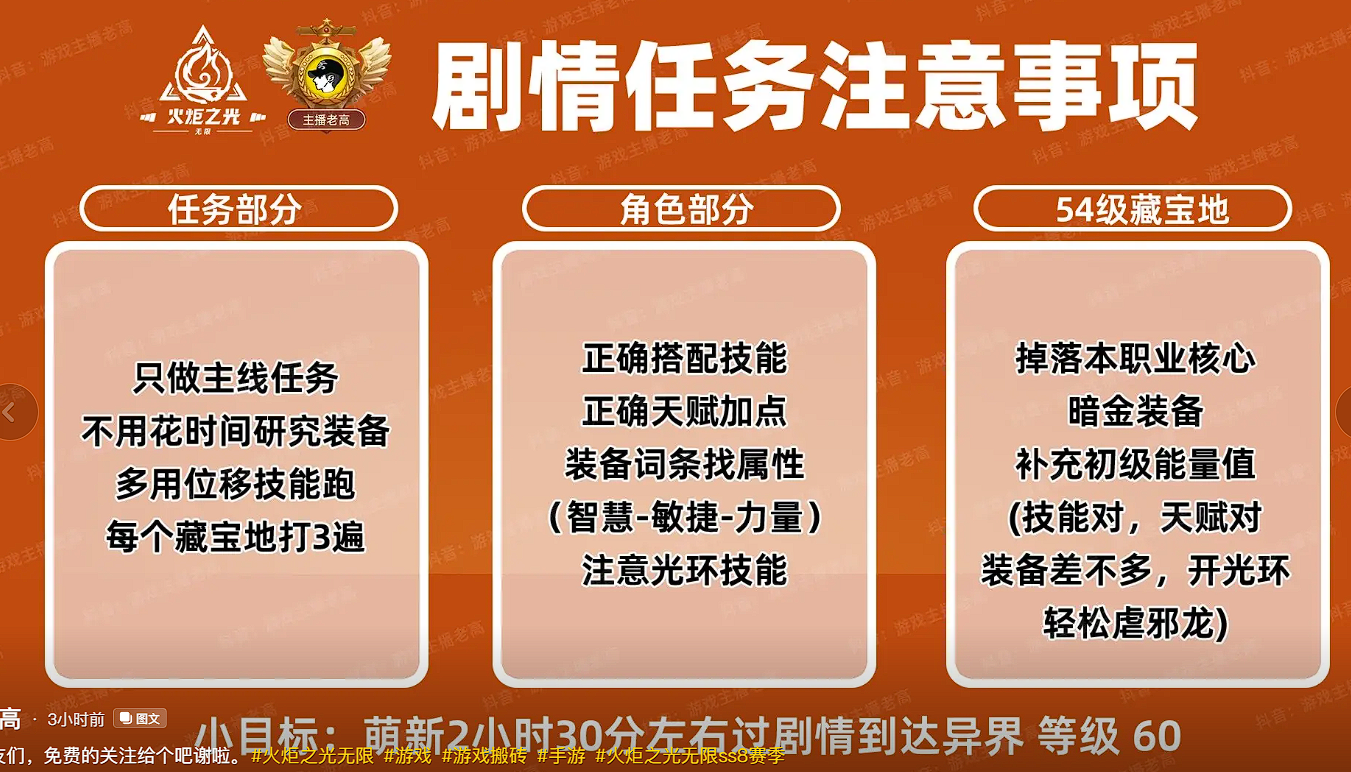 火炬之光
无限
主播老高
剧情任务注意事项
任务部分
只做主线任务
不用花时间研究装备
多用位移技能跑
每个藏宝地打3遍
角色部分
正确搭配技能
正确天赋加点
装备词条找属性
（智慧-敏捷-力量）
注意光环技能
54级藏宝地
掉落本职业核心
暗金装备
补充初级能量值
(技能对，天赋对
装备差不多，开光环
轻松虐邪龙)
小目标：萌新2小时30分左右过剧情到达异界 等级 60
高 · 3小时前 图文
友们，免费的关注给个吧谢啦。#火炬之光无限 #游戏 #游戏搬砖 #手游 #火炬之光无限ss8赛季
抖音：游戏主播老高